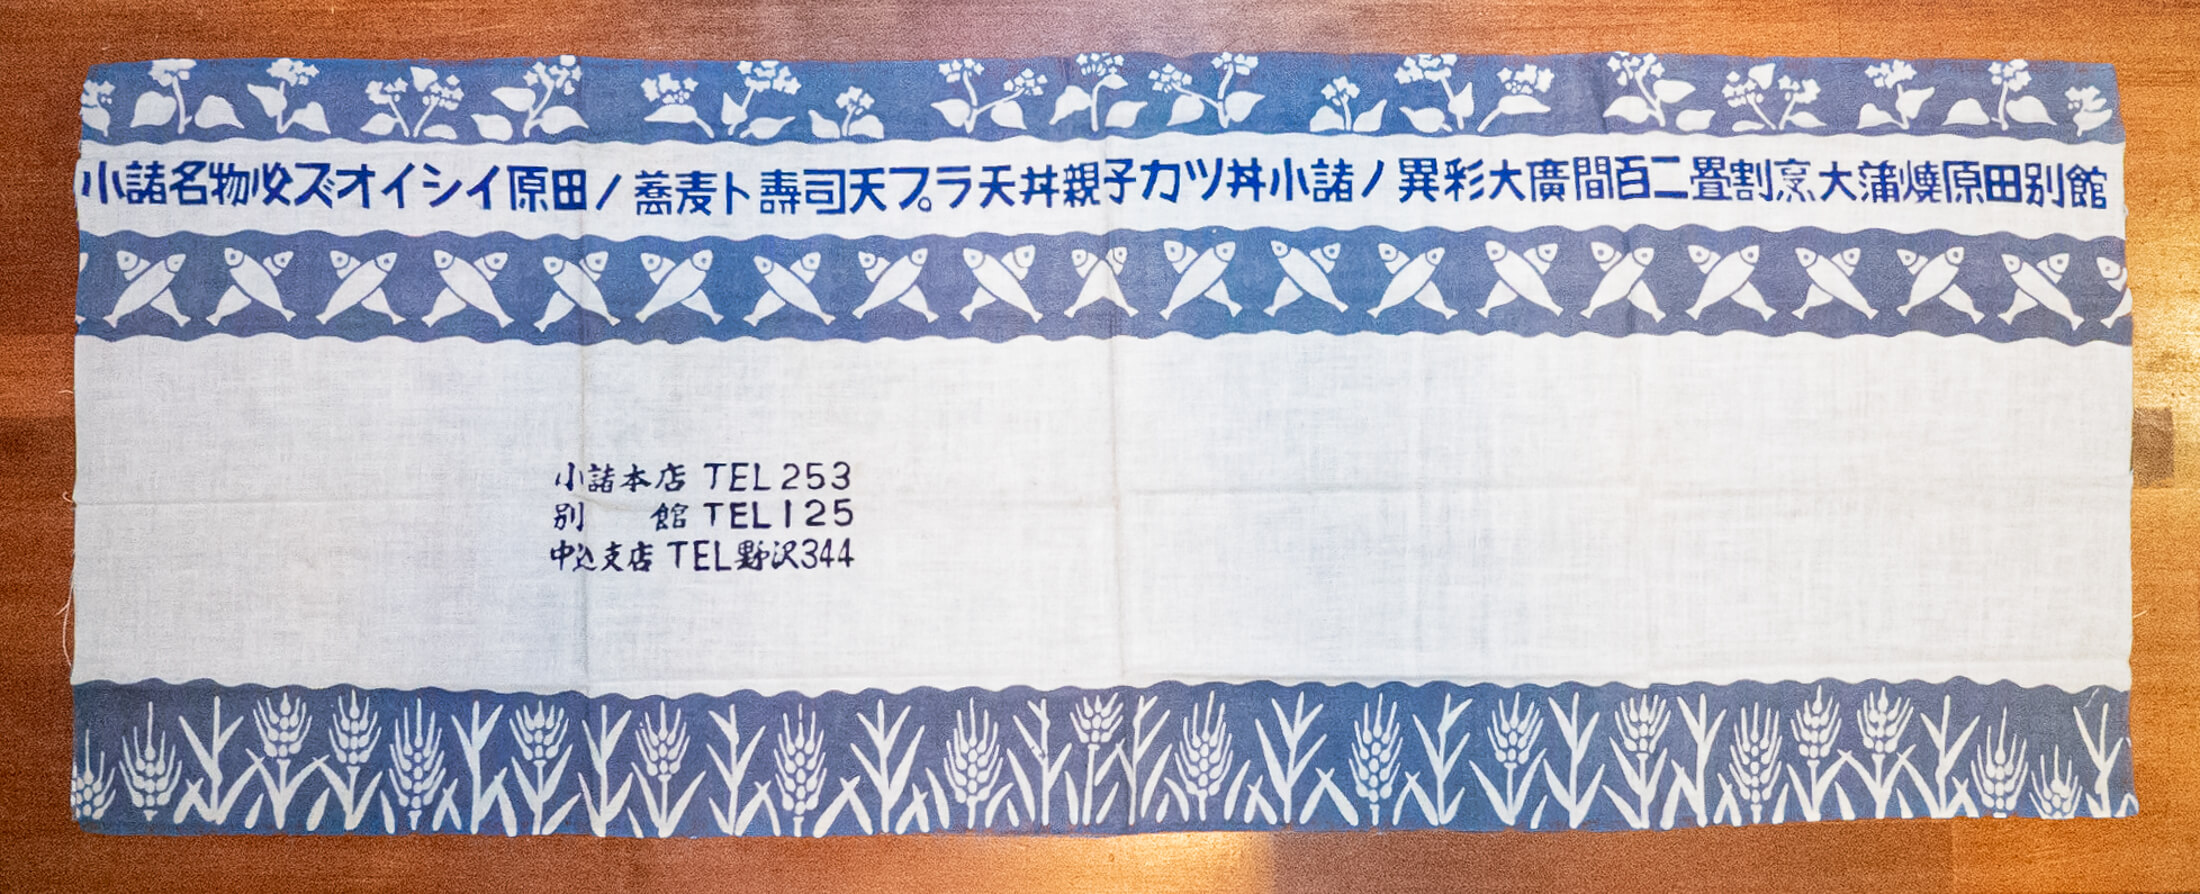 小諸名物必ズオイシイ原田ノ蕎麦ト壽司天プラ天丼親子カツ丼小諸ノ異彩大廣間百二畳割烹大蒲燒原田別館
小諸本店 TEL253
別館 TEL125
中込支店 TEL野沢344